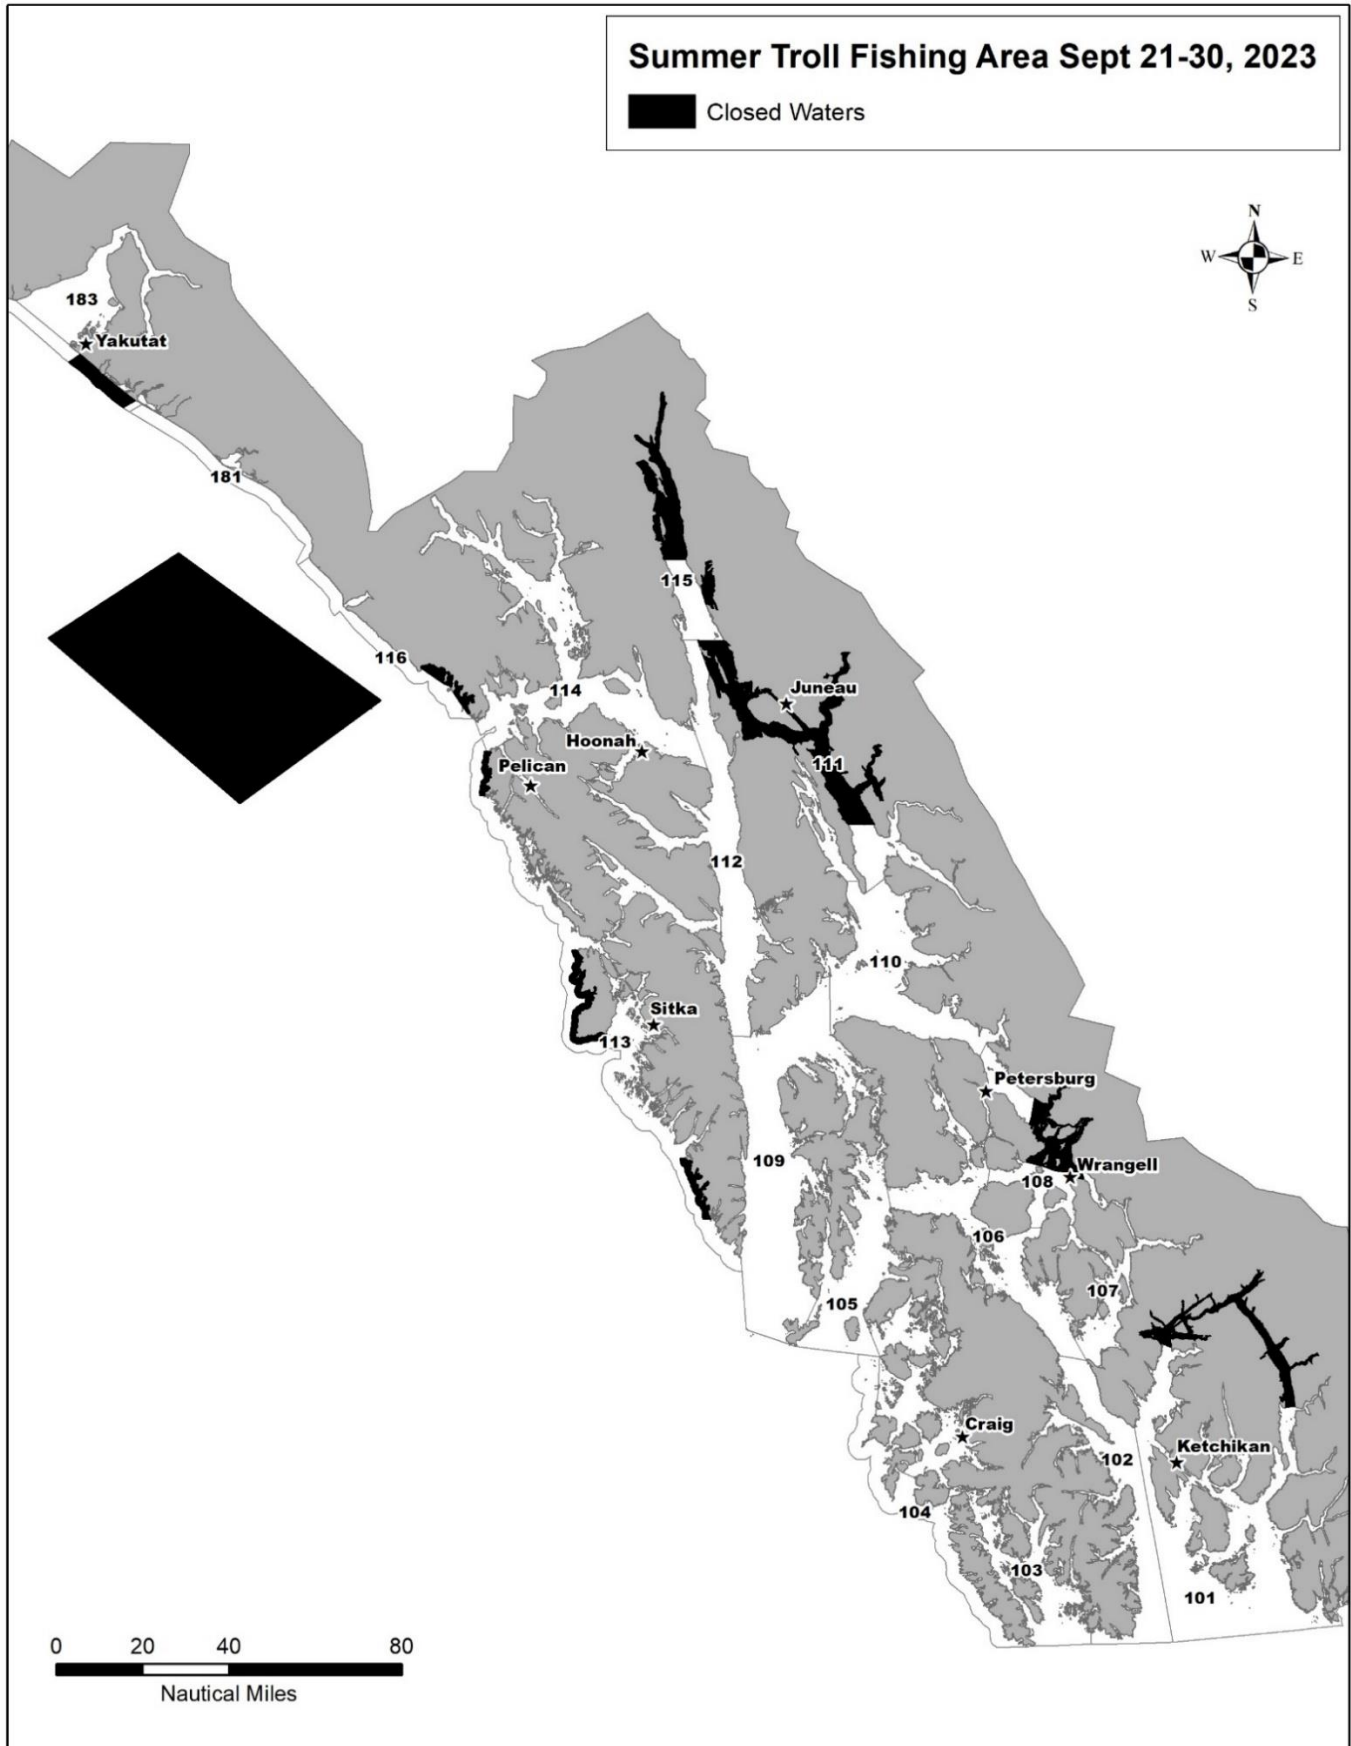 Summer Troll Fishing Area Sept 21-30, 2023
Closed Waters
N
W
E
S
183
Yakutat
181
115
116
114
Juneau
Hoonah
Pelican
111
112
110
Sitka
113
Petersburg
109
Wrangell
108
106
107
105
Craig
Ketchikan
102
104
103
101
0 20 40 80
Nautical Miles